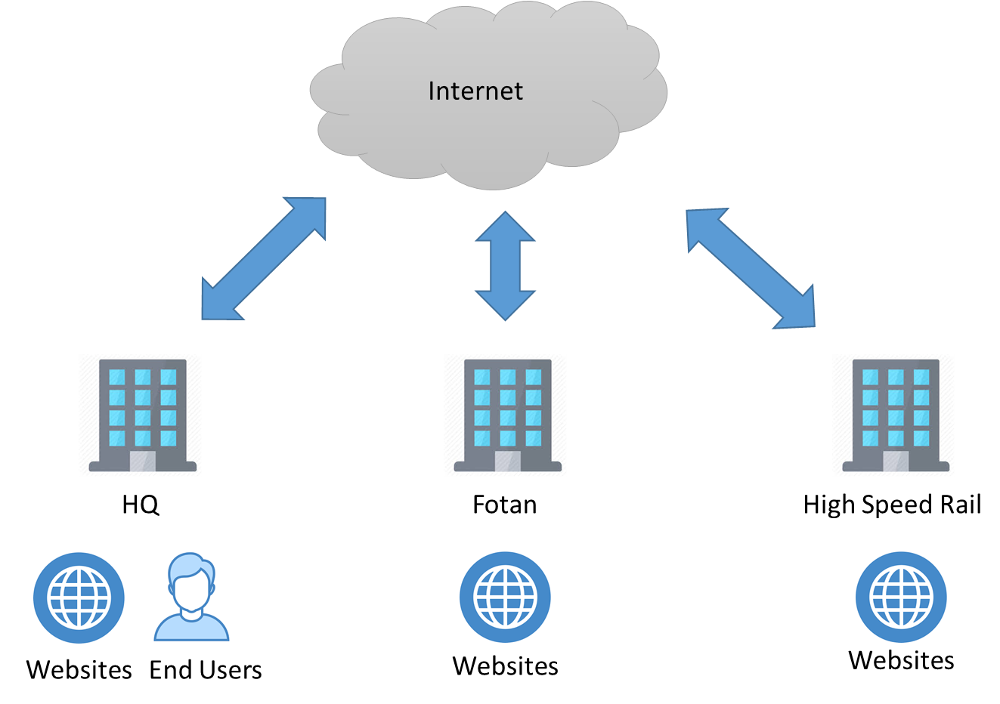 Internet
HQ
Fotan
High Speed Rail
Websites
End Users
Websites
Websites